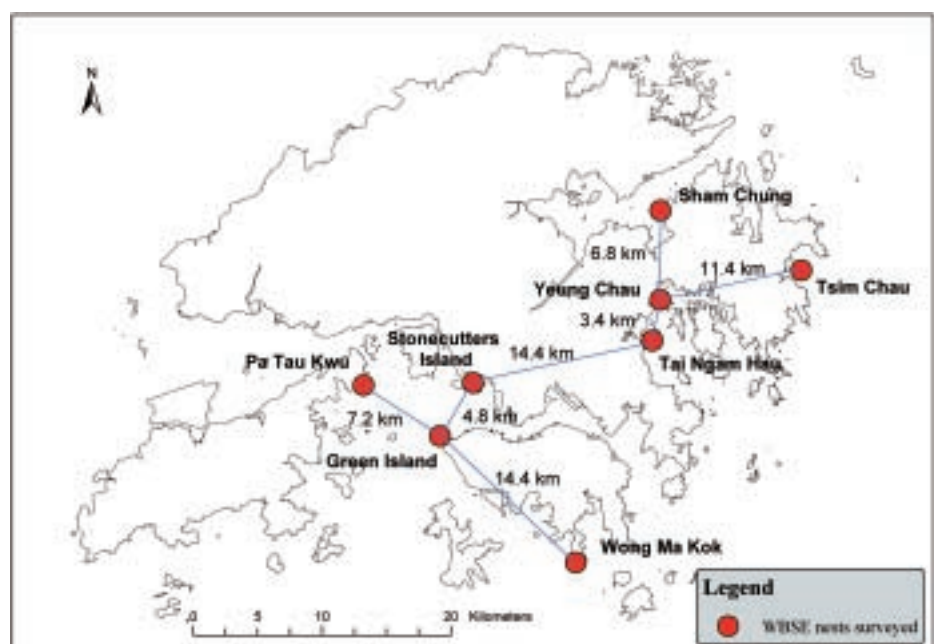 N
Sham Chung
6.8 km
11.4 km
Yeung Chau
Tsim Chau
3.4 km
Stonecutters
Island
14.4 km
Pa Tau Kwu
Tai Ngam Hau
7.2 km
4.8 km
Green Island
14.4 km
Wong Ma Kok
Legend
WBSE nests surveyed
0 5 10 20 Kilometers